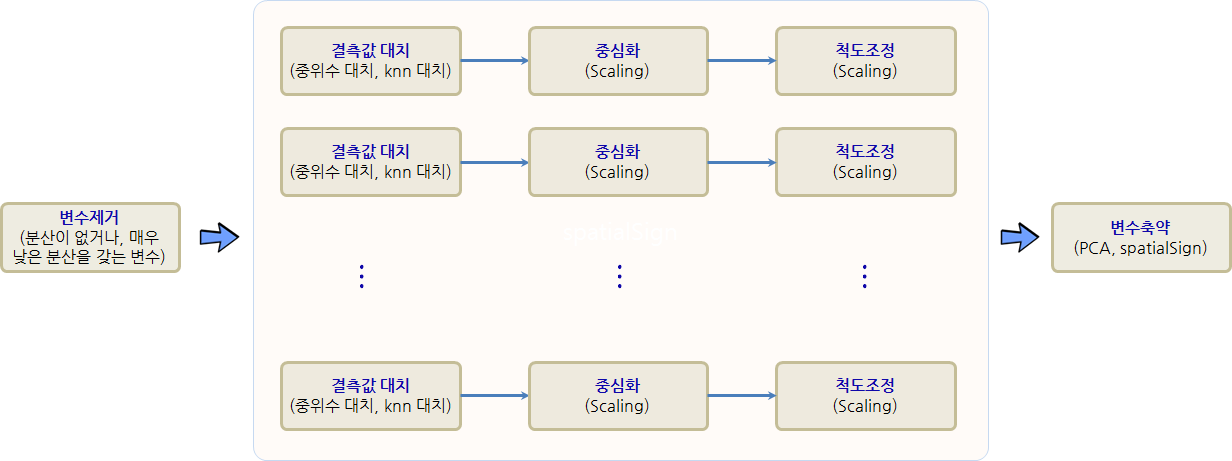 결측값 대치
(중위수 대치, knn 대치)
중심화
(Scaling)
척도조정
(Scaling)
결측값 대치
(중위수 대치, knn 대치)
중심화
(Scaling)
척도조정
(Scaling)
변수제거
(분산이 없거나, 매우
낮은 분산을 갖는 변수)
spatialSign
변수축약
(PCA, spatialSign)
결측값 대치
(중위수 대치, knn 대치)
중심화
(Scaling)
척도조정
(Scaling)